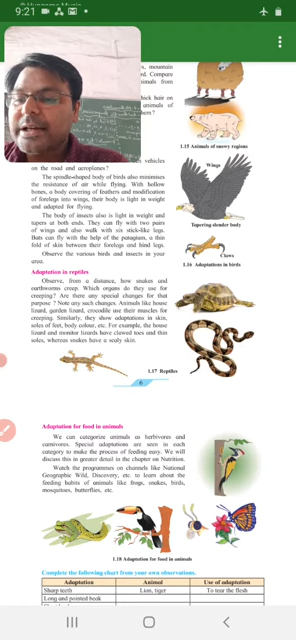 9:21
s, mountain
rd. Compare
nimals from
thick hair on
animals of
hem?
1.15 Animals of snowy regions
Wings
vehicles
on the road and aeroplanes?
The spindle-shaped body of birds also minimises
the resistance of air while flying. With hollow
bones, a body covering of feathers and modification
of forelegs into wings, their body is light in weight
and adapted for flying.
Tapering slender body
The body of insects also is light in weight and
tapers at both ends. They can fly with two pairs
of wings and also walk with six stick-like legs.
Bats can fly with the help of the patagium, a thin
fold of skin between their forelegs and hind legs.
Observe the various birds and insects in your
area.
Claws
1.16 Adaptations in birds
Adaptation in reptiles
Observe, from a distance, how snakes and
earthworms creep. Which organs do they use for
creeping? Are there any special changes for that
purpose ? Note any such changes. Animals like house
lizard, garden lizard, crocodile use their muscles for
creeping. Similarly, they show adaptations in skin,
soles of feet, body colour, etc. For example, the house
lizard and monitor lizards have clawed toes and thin
soles, whereas snakes have a scaly skin.
1.17 Reptiles
6
Adaptation for food in animals
We can categorize animals as herbivores and
carnivores. Special adaptations are seen in each
category to make the process of feeding easy. We will
discuss this in greater detail in the chapter on Nutrition.
Watch the programmes on channels like National
Geographic Wild, Discovery, etc. to learn about the
feeding habits of animals like frogs, snakes, birds,
mosquitoes, butterflies, etc.
1.18 Adaptation for food in animals
Complete the following chart from your own observations.
Adaptation Animal Use of adaptation
Sharp teeth Lion, tiger To tear the flesh
Long and pointed beak